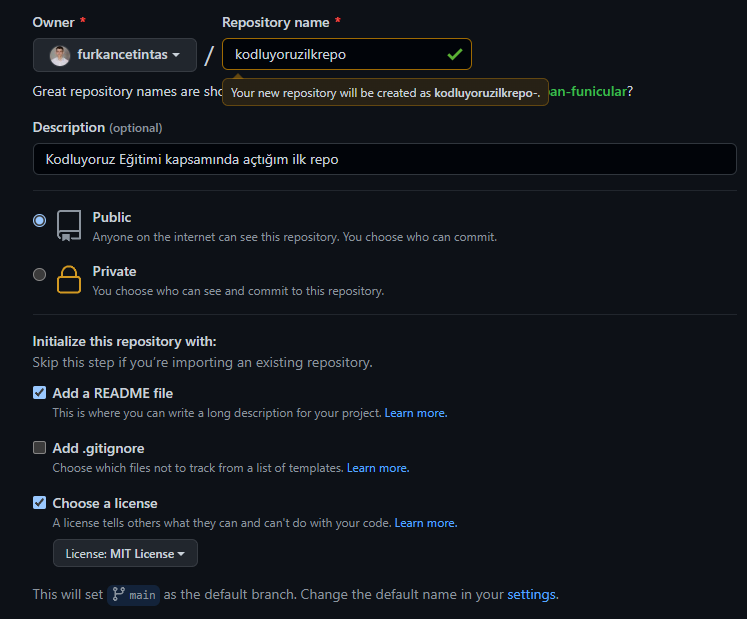 Owner * Repository name *
furkancetintas / kodluyoruzilkrepo
Great repository names are sho
Your new repository will be created as kodluyoruzilkrepo-.
an-funicular?
Description (optional)
Kodluyoruz Eğitimi kapsamında açtığım ilk repo
Public
Anyone on the internet can see this repository. You choose who can commit.
Private
You choose who can see and commit to this repository.
Initialize this repository with:
Skip this step if you're importing an existing repository.
Add a README file
This is where you can write a long description for your project. Learn more.
Add .gitignore
Choose which files not to track from a list of templates. Learn more.
Choose a license
A license tells others what they can and can't do with your code. Learn more.
License: MIT License
This will set main as the default branch. Change the default name in your settings.